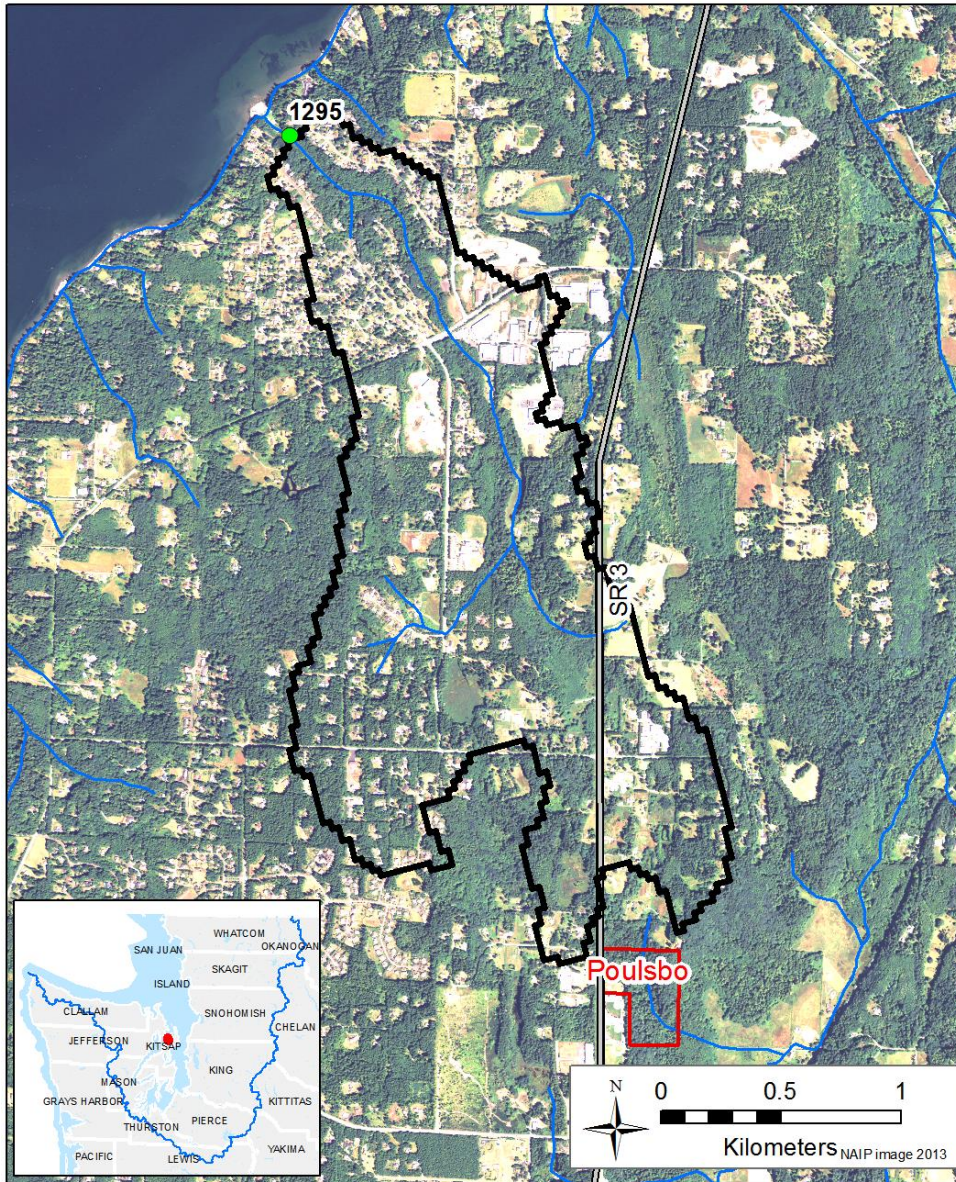 1295
SR 3
Poulsbo
WHATCOM
SAN JUAN
OKANOGAN
SKAGIT
ISLAND
CLALLAM
SNOHOMISH
CHELAN
JEFFERSON
KITSAP
KING
MASON
GRAYS HARBOR
KITTITAS
THURSTON
PIERCE
PACIFIC
LEWIS
YAKIMA
N
0 0.5 1
Kilometers
NAIP image 2013